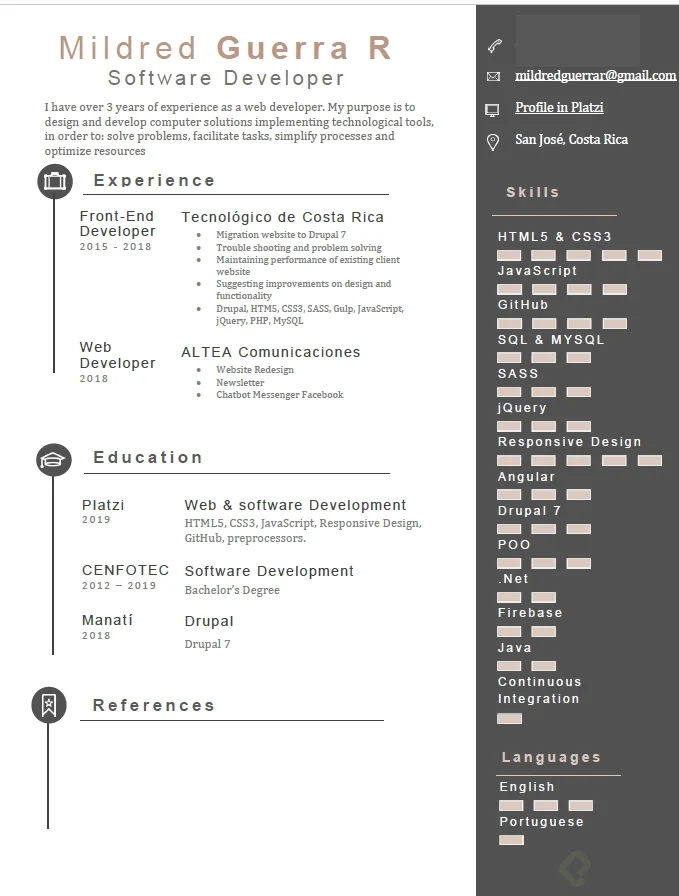 Mildred Guerra R
Software Developer
I have over 3 years of experience as a web developer. My purpose is to
design and develop computer solutions implementing technological tools,
in order to: solve problems, facilitate tasks, simplify processes and
optimize resources
Experience
Front-End
Developer
2015 - 2018
Tecnológico de Costa Rica
Migration website to Drupal 7
Trouble shooting and problem solving
Maintaining performance of existing client
website
Suggesting improvements on design and
functionality
Drupal, HTM5, CSS3, SASS, Gulp, JavaScript,
jQuery, PHP, MySQL
Web
Developer
2018
ALTEA Comunicaciones
Website Redesign
Newsletter
Chatbot Messenger Facebook
Education
Platzi
2019
Web & software Development
HTML5, CSS3, JavaScript, Responsive Design,
GitHub, preprocessors.
CENFOTEC
2012 – 2019
Software Development
Bachelor's Degree
Manatí
2018
Drupal
Drupal 7
References
mildredguerrar@gmail.com
Profile in Platzi
San José, Costa Rica
Skills
HTML5 & CSS3
JavaScript
GitHub
SQL & MYSQL
SASS
jQuery
Responsive Design
Angular
Drupal 7
POO
.Net
Firebase
Java
Continuous
Integration
Languages
English
Portuguese